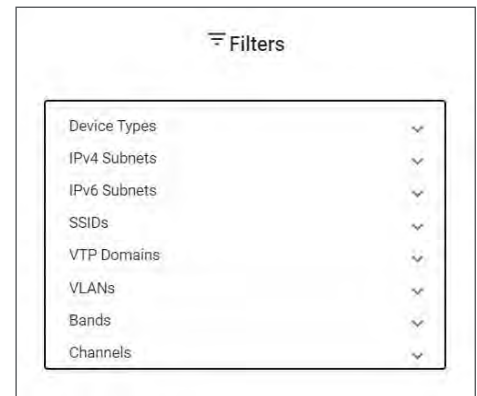 Filters
Device Types
IPv4 Subnets
IPv6 Subnets
SSIDs
VTP Domains
VLANs
Bands
Channels